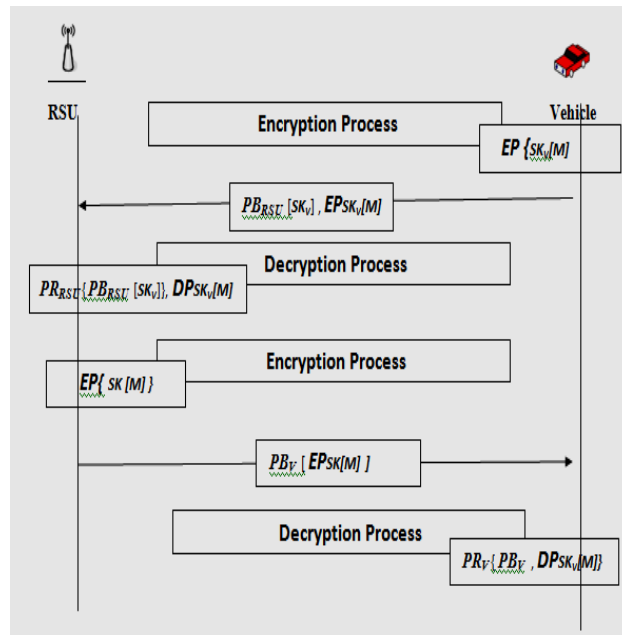 RSU
Vehicle
Encryption Process
EP {SKv[M]
PBRSU [SKv] , EPSKv[M]
Decryption Process
PRRSU{PBRSU [SKv]}, DPSKv[M]
Encryption Process
EP{ SK [M] }
PBV [ EPSK[M] ]
Decryption Process
PRV{PBV , DPSKv[M]}